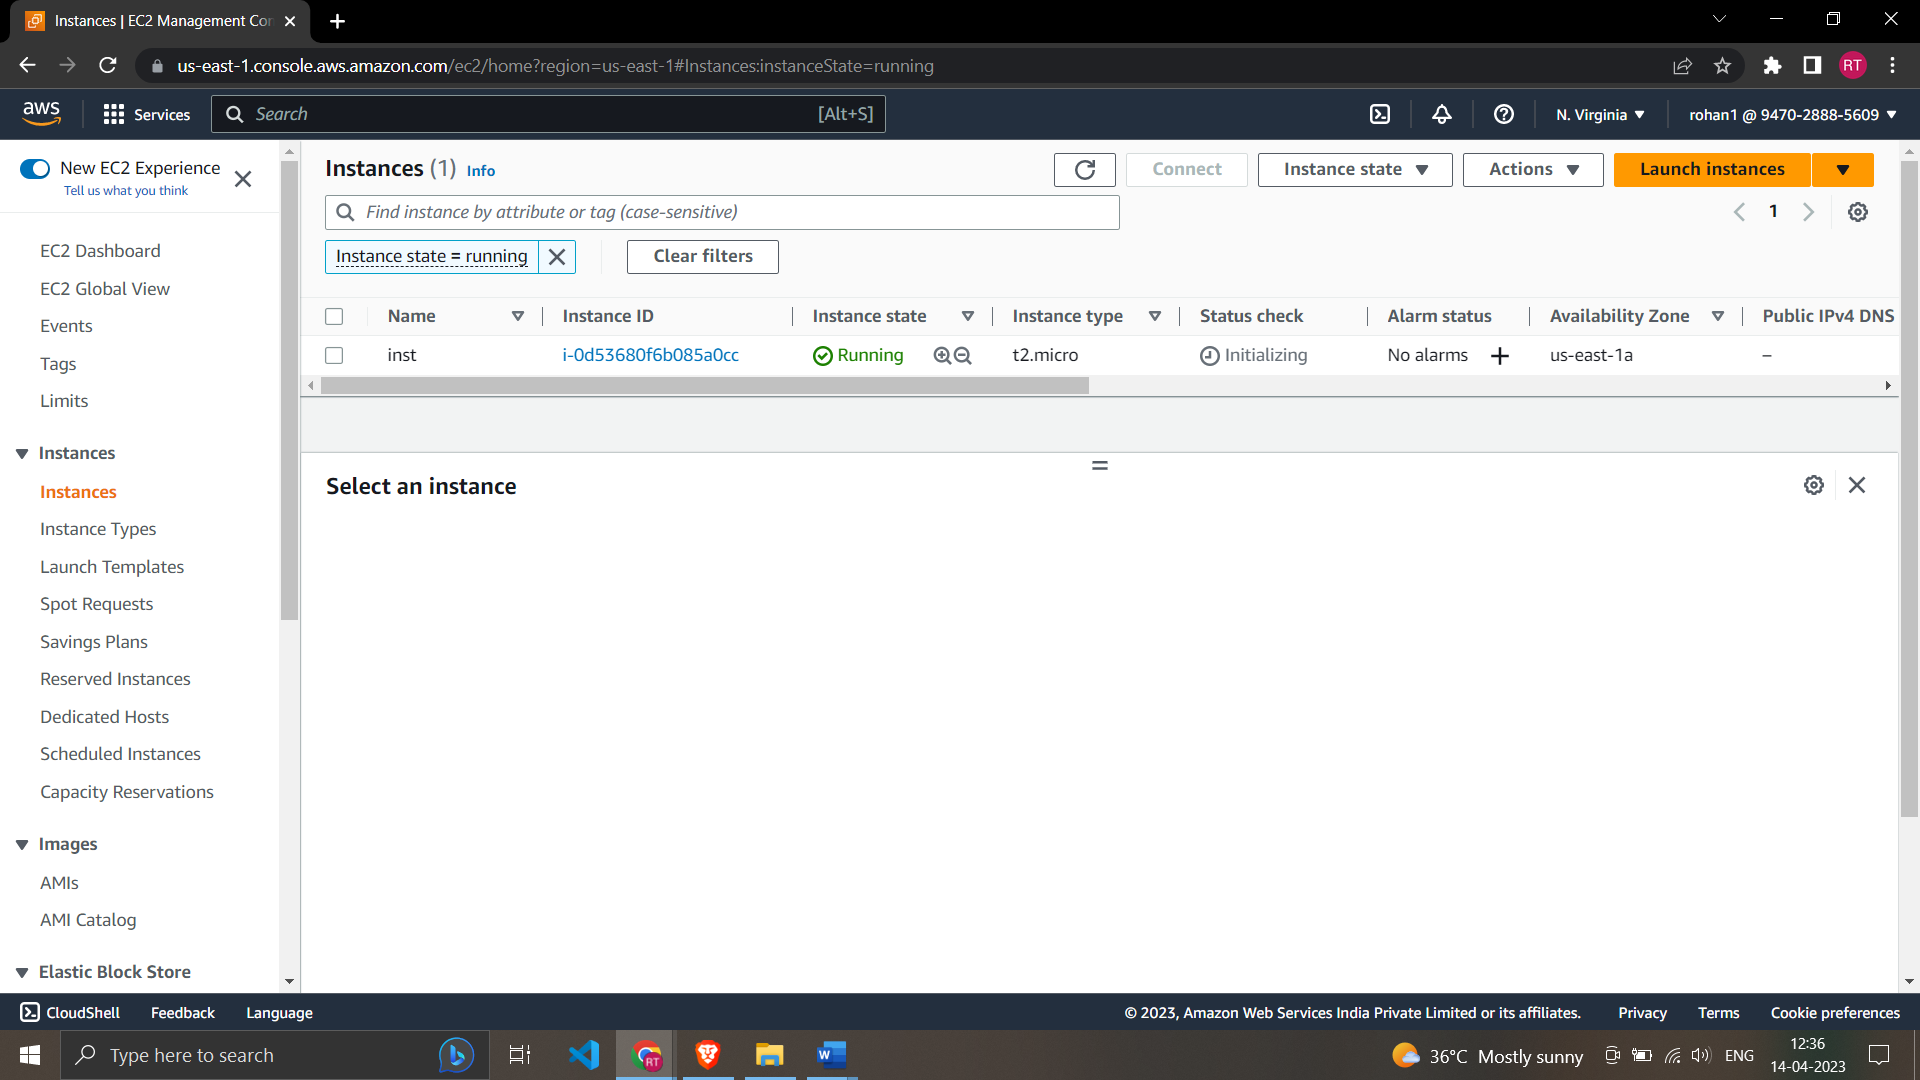 Instances | EC2 Management Con
us-east-1.console.aws.amazon.com/ec2/home?region=us-east-1#Instances:instanceState=running
RT
aws
Services
Search
[Alt+S]
N. Virginia
rohan1 @ 9470-2888-5609
New EC2 Experience
Tell us what you think
EC2 Dashboard
EC2 Global View
Events
Tags
Limits
Instances
Instances
Instance Types
Launch Templates
Spot Requests
Savings Plans
Reserved Instances
Dedicated Hosts
Scheduled Instances
Capacity Reservations
Images
AMIs
AMI Catalog
Elastic Block Store
Instances (1) Info
Connect
Instance state
Actions
Launch instances
Find instance by attribute or tag (case-sensitive)
1
Instance state = running
Clear filters
Name Instance ID Instance state Instance type Status check Alarm status Availability Zone Public IPv4 DNS
inst i-0d53680f6b085a0cc Running t2.micro Initializing No alarms + us-east-1a –
Select an instance
CloudShell Feedback Language
© 2023, Amazon Web Services India Private Limited or its affiliates. Privacy Terms Cookie preferences
Type here to search
RT
36°C Mostly sunny
ENG
12:36
14-04-2023